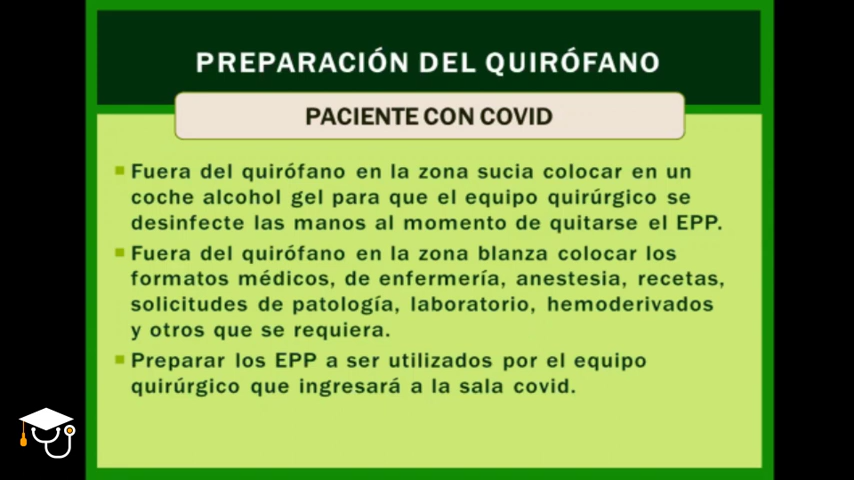 PREPARACIÓN DEL QUIRÓFANO
PACIENTE CON COVID
Fuera del quirófano en la zona sucia colocar en un
coche alcohol gel para que el equipo quirúrgico se
desinfecte las manos al momento de quitarse el EPP.
Fuera del quirófano en la zona blanza colocar los
formatos médicos, de enfermería, anestesia, recetas,
solicitudes de patología, laboratorio, hemoderivados
y otros que se requiera.
Preparar los EPP a ser utilizados por el equipo
quirúrgico que ingresará a la sala covid.